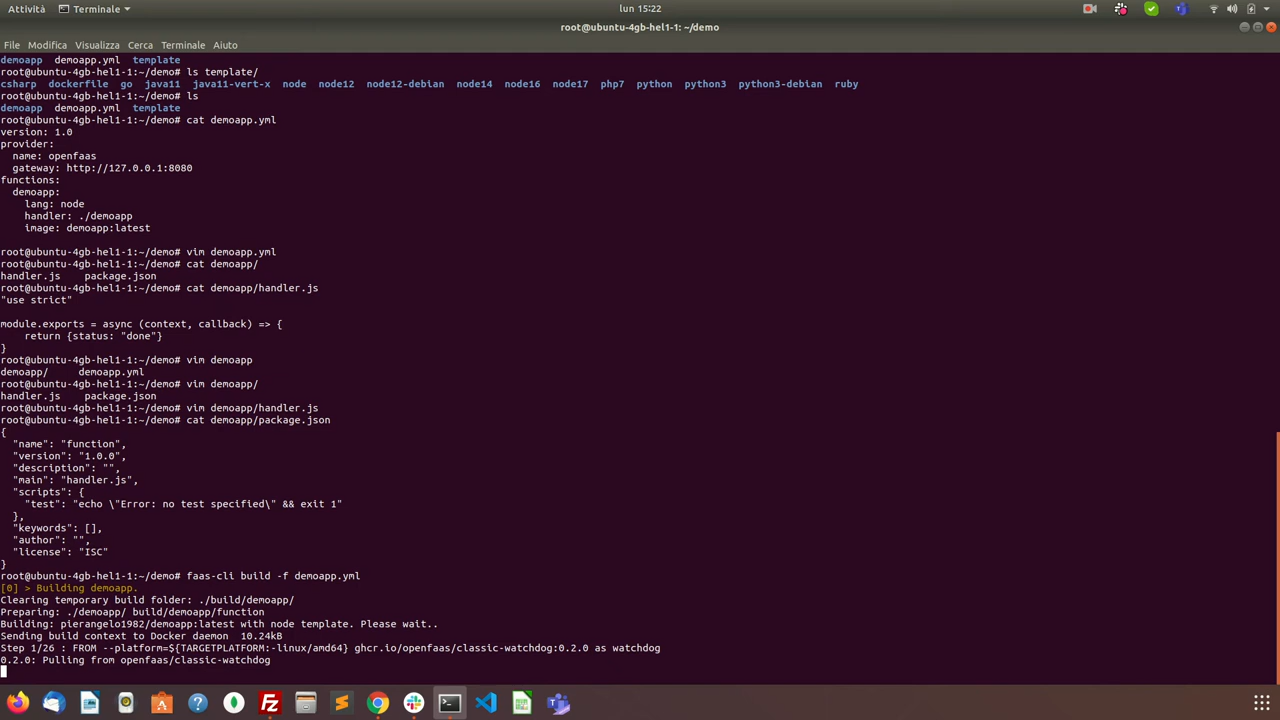 Attività Terminale lun 15:22
root@ubuntu-4gb-hel1-1: ~/demo
File Modifica Visualizza Cerca Terminale Aiuto
demoapp demoapp.yml template
root@ubuntu-4gb-hel1-1:~/demo# ls template/
csharp dockerfile go java11 java11-vert-x node node12 node12-debian node14 node16 node17 php7 python python3 python3-debian ruby
root@ubuntu-4gb-hel1-1:~/demo# ls
demoapp demoapp.yml template
root@ubuntu-4gb-hel1-1:~/demo# cat demoapp.yml
version: 1.0
provider:
  name: openfaas
  gateway: http://127.0.0.1:8080
functions:
  demoapp:
    lang: node
    handler: ./demoapp
    image: demoapp:latest
root@ubuntu-4gb-hel1-1:~/demo# vim demoapp.yml
root@ubuntu-4gb-hel1-1:~/demo# cat demoapp/
handler.js package.json
root@ubuntu-4gb-hel1-1:~/demo# cat demoapp/handler.js
"use strict"
module.exports = async (context, callback) => {
    return {status: "done"}
}
root@ubuntu-4gb-hel1-1:~/demo# vim demoapp
demoapp/ demoapp.yml
root@ubuntu-4gb-hel1-1:~/demo# vim demoapp/
handler.js package.json
root@ubuntu-4gb-hel1-1:~/demo# vim demoapp/handler.js
root@ubuntu-4gb-hel1-1:~/demo# cat demoapp/package.json
{
  "name": "function",
  "version": "1.0.0",
  "description": "",
  "main": "handler.js",
  "scripts": {
    "test": "echo \"Error: no test specified\" && exit 1"
  },
  "keywords": [],
  "author": "",
  "license": "ISC"
}
root@ubuntu-4gb-hel1-1:~/demo# faas-cli build -f demoapp.yml
[0] > Building demoapp.
Clearing temporary build folder: ./build/demoapp/
Preparing: ./demoapp/ build/demoapp/function
Building: pierangelo1982/demoapp:latest with node template. Please wait..
Sending build context to Docker daemon  10.24kB
Step 1/26 : FROM --platform=${TARGETPLATFORM:-linux/amd64} ghcr.io/openfaas/classic-watchdog:0.2.0 as watchdog
0.2.0: Pulling from openfaas/classic-watchdog